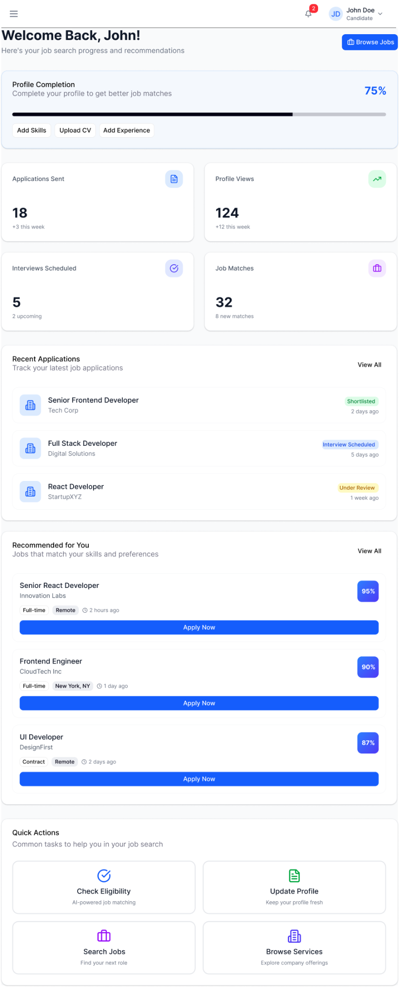 2
JD
John Doe
Candidate
Welcome Back, John!
Here's your job search progress and recommendations
Browse Jobs
Profile Completion
Complete your profile to get better job matches
75%
Add Skills
Upload CV
Add Experience
Applications Sent
18
+3 this week
Profile Views
124
+12 this week
Interviews Scheduled
5
2 upcoming
Job Matches
32
8 new matches
Recent Applications
Track your latest job applications
View All
Senior Frontend Developer
Tech Corp
Shortlisted
2 days ago
Full Stack Developer
Digital Solutions
Interview Scheduled
5 days ago
React Developer
StartupXYZ
Under Review
1 week ago
Recommended for You
Jobs that match your skills and preferences
View All
Senior React Developer
Innovation Labs
95%
Full-time Remote 2 hours ago
Apply Now
Frontend Engineer
CloudTech Inc
90%
Full-time New York, NY 1 day ago
Apply Now
UI Developer
DesignFirst
87%
Contract Remote 2 days ago
Apply Now
Quick Actions
Common tasks to help you in your job search
Check Eligibility
AI-powered job matching
Update Profile
Keep your profile fresh
Search Jobs
Find your next role
Browse Services
Explore company offerings